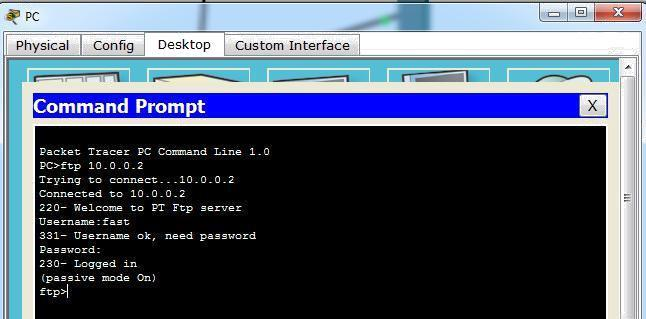 PC
Physical Config Desktop Custom Interface
Command Prompt X
Packet Tracer PC Command Line 1.0
PC>ftp 10.0.0.2
Trying to connect...10.0.0.2
Connected to 10.0.0.2
220- Welcome to PT Ftp server
Username:fast
331- Username ok, need password
Password:
230- Logged in
(passive mode On)
ftp>